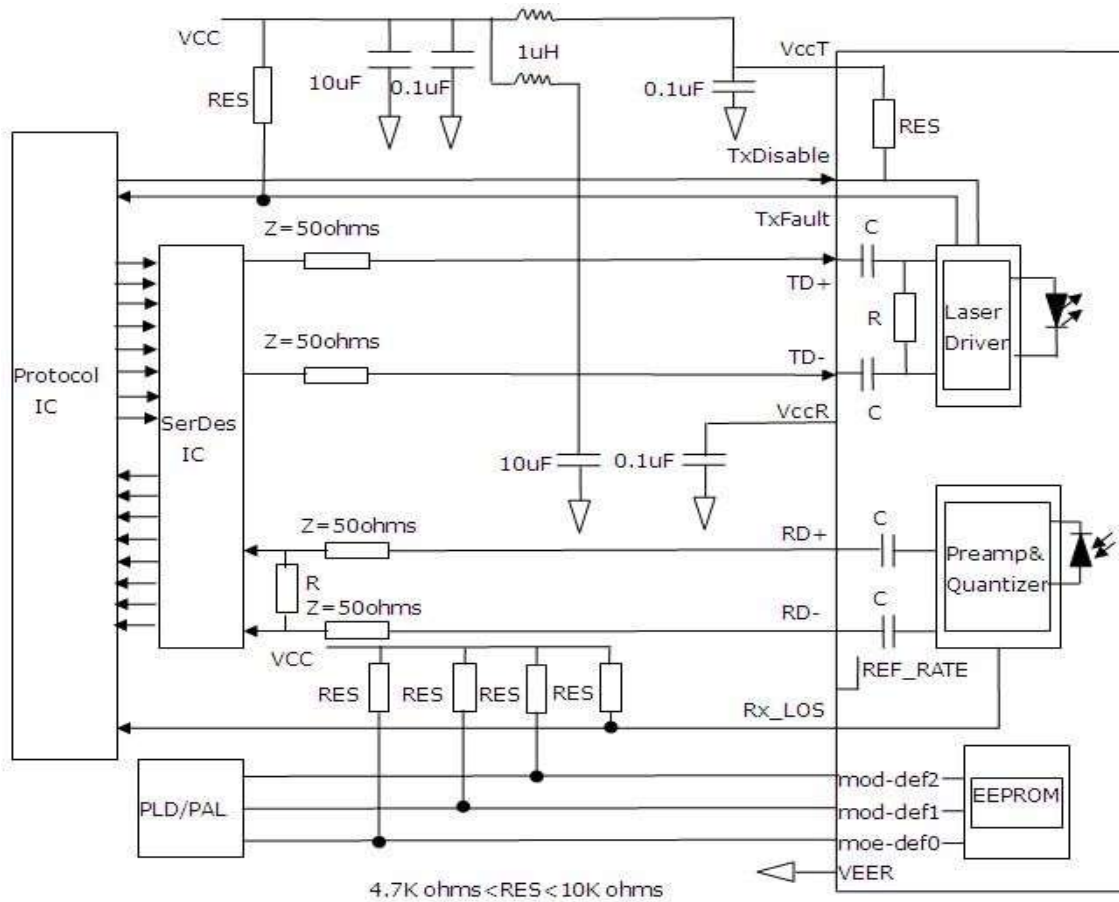 VCC
1uH
VccT
10uF
0.1uF
0.1uF
RES
RES
TxDisable
TxFault
Z=50ohms
C
TD+
R
Laser
Driver
Z=50ohms
TD-
C
Protocol
IC
SerDes
IC
VccR
10uF
0.1uF
Z=50ohms
RD+
C
Preamp&
Quantizer
R
Z=50ohms
RD-
C
VCC
REF_RATE
RES
RES
RES
RES
Rx_LOS
PLD/PAL
mod-def2
mod-def1
moe-def0
EEPROM
VEER
4.7K ohms<RES<10K ohms